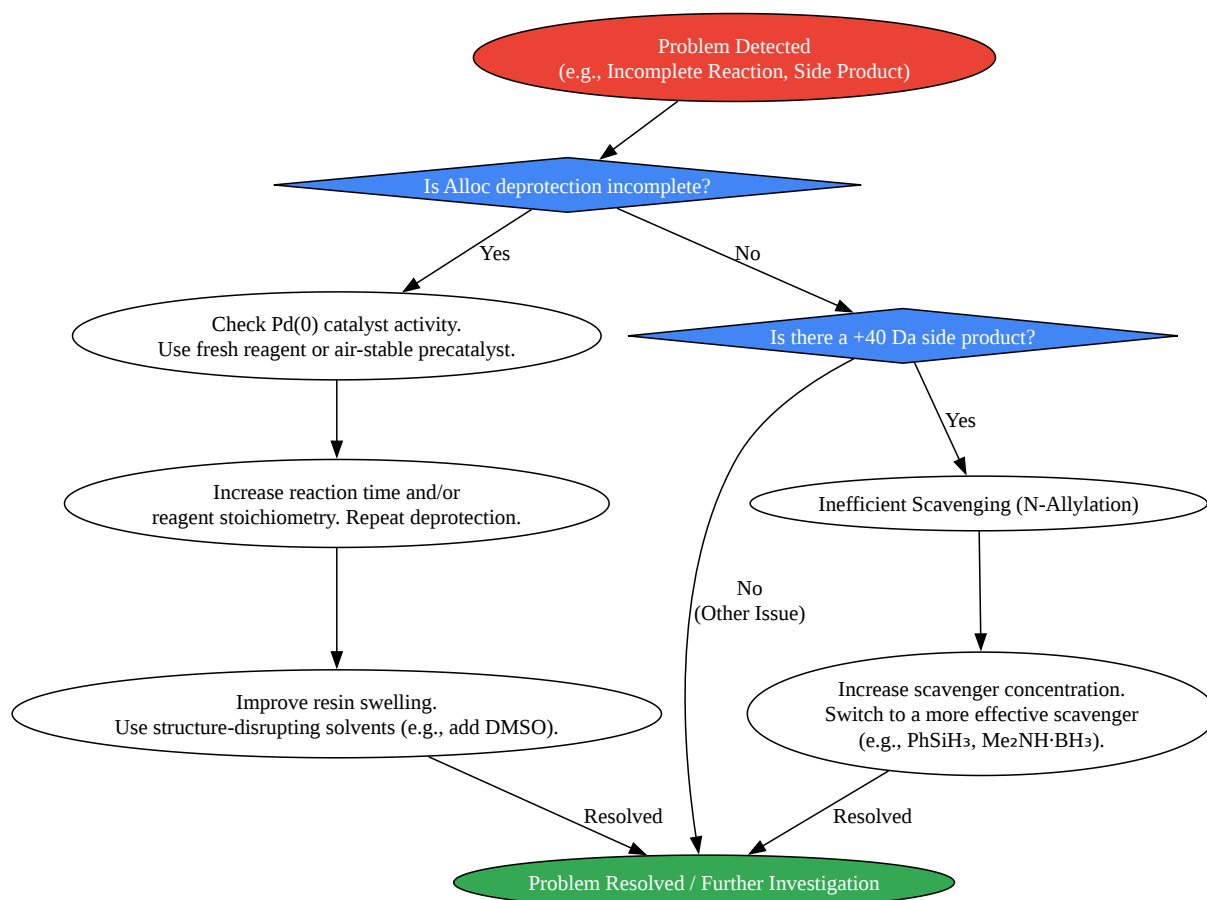 Problem Detected
(e.g., Incomplete Reaction, Side Product)
Is Alloc deprotection incomplete?
Yes
No
Check Pd(0) catalyst activity.
Use fresh reagent or air-stable precatalyst.
Is there a +40 Da side product?
Yes
Increase reaction time and/or
reagent stoichiometry. Repeat deprotection.
Inefficient Scavenging (N-Allylation)
No
(Other Issue)
Improve resin swelling.
Use structure-disrupting solvents (e.g., add DMSO).
Increase scavenger concentration.
Switch to a more effective scavenger
(e.g., PhSiH₃, Me₂NH·BH₃).
Resolved
Resolved
Problem Resolved / Further Investigation